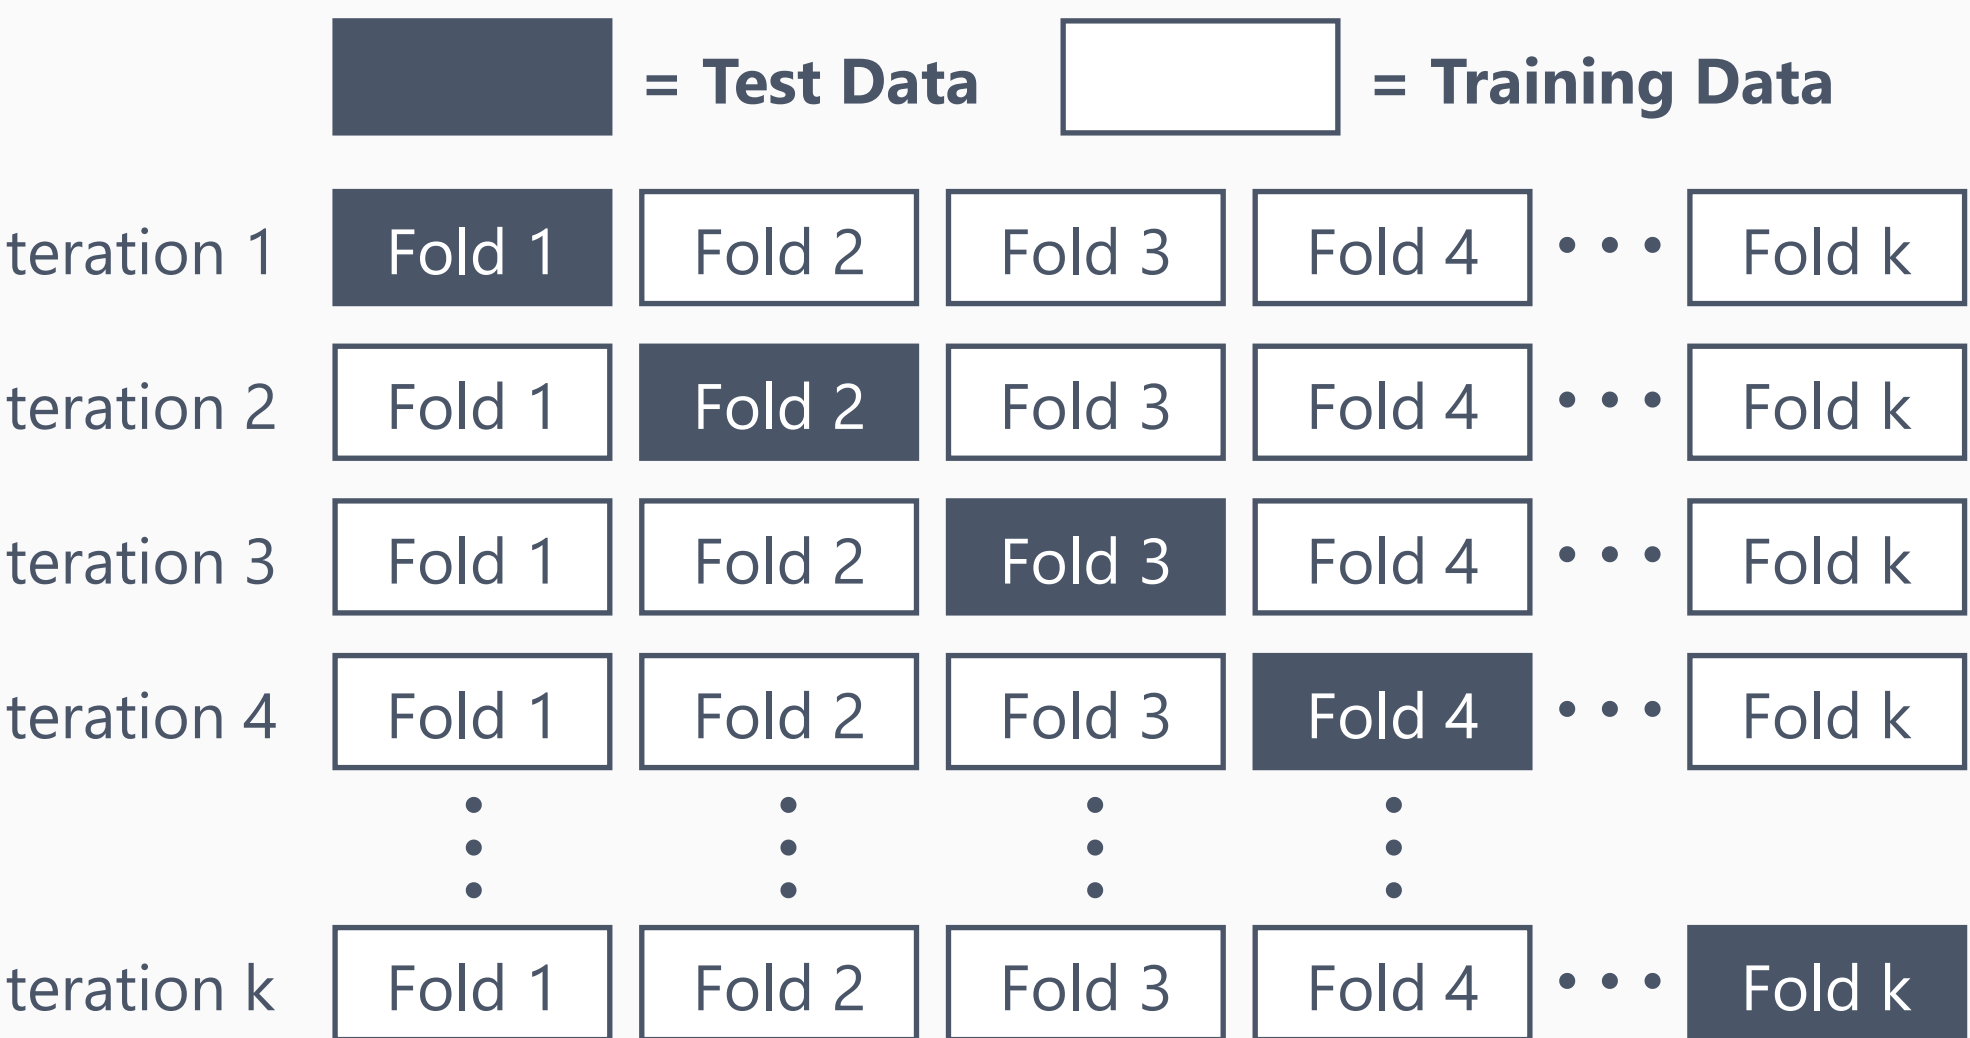 = Test Data = Training Data
teration 1 Fold 1 Fold 2 Fold 3 Fold 4 • • • Fold k
teration 2 Fold 1 Fold 2 Fold 3 Fold 4 • • • Fold k
teration 3 Fold 1 Fold 2 Fold 3 Fold 4 • • • Fold k
teration 4 Fold 1 Fold 2 Fold 3 Fold 4 • • • Fold k
teration k Fold 1 Fold 2 Fold 3 Fold 4 • • • Fold k